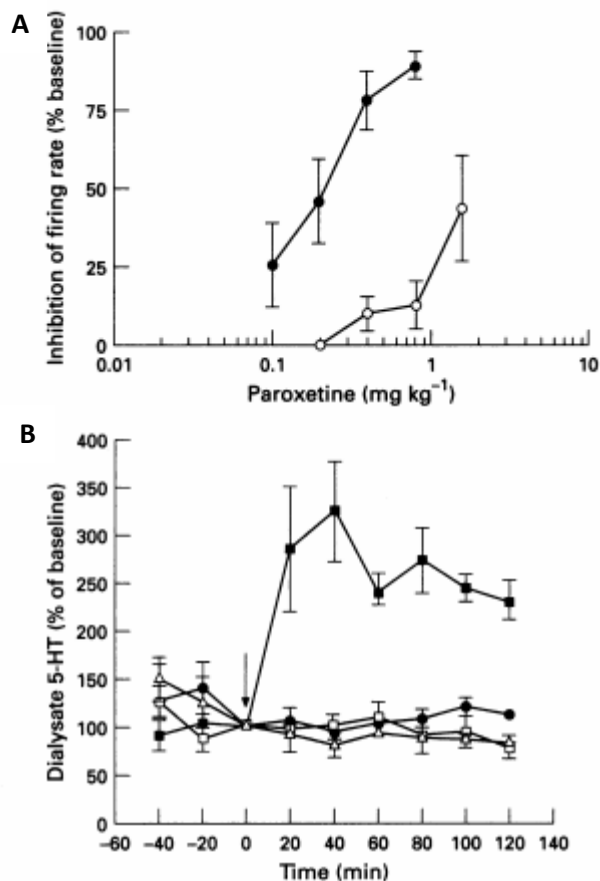 A
Inhibition of firing rate (% baseline)
100
75
50
25
0
0.01 0.1 1 10
Paroxetine (mg kg⁻¹)
B
Dialysate 5-HT (% of baseline)
400
350
300
250
200
150
100
50
0
−60 −40 −20 0 20 40 60 80 100 120 140
Time (min)